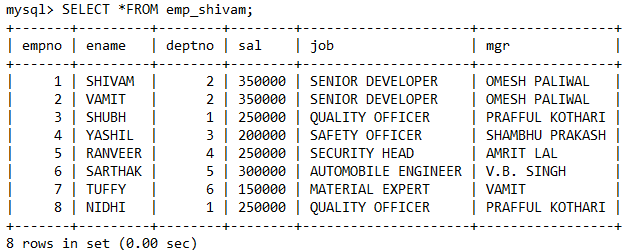 mysql> SELECT *FROM emp_shivam;
+-------+---------+--------+--------+---------------------+-----------------+
| empno | ename   | deptno | sal    | job                 | mgr             |
+-------+---------+--------+--------+---------------------+-----------------+
|     1 | SHIVAM  |      2 | 350000 | SENIOR DEVELOPER    | OMESH PALIWAL   |
|     2 | VAMIT   |      2 | 350000 | SENIOR DEVELOPER    | OMESH PALIWAL   |
|     3 | SHUBH   |      1 | 250000 | QUALITY OFFICER     | PRAFFUL KOTHARI |
|     4 | YASHIL  |      3 | 200000 | SAFETY OFFICER      | SHAMBHU PRAKASH |
|     5 | RANVEER |      4 | 250000 | SECURITY HEAD       | AMRIT LAL       |
|     6 | SARTHAK |      5 | 300000 | AUTOMOBILE ENGINEER | V.B. SINGH      |
|     7 | TUFFY   |      6 | 150000 | MATERIAL EXPERT     | VAMIT           |
|     8 | NIDHI   |      1 | 250000 | QUALITY OFFICER     | PRAFFUL KOTHARI |
+-------+---------+--------+--------+---------------------+-----------------+
8 rows in set (0.00 sec)